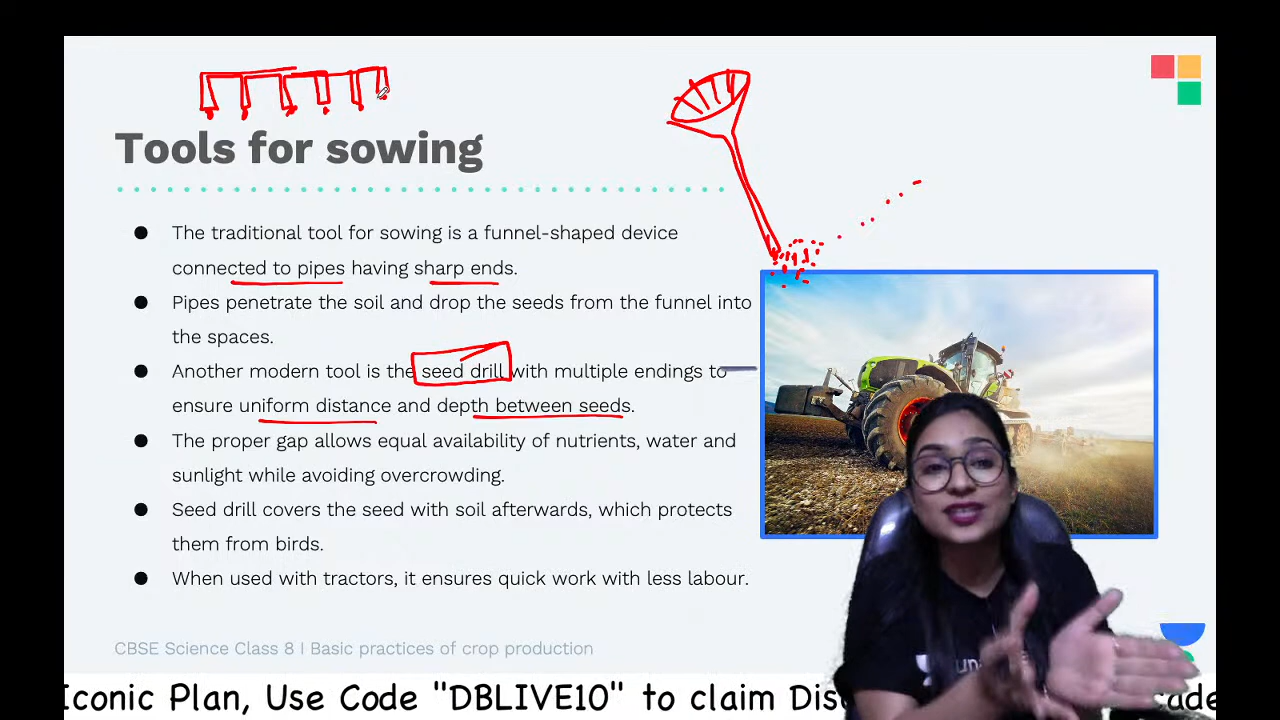 Tools for sowing
● The traditional tool for sowing is a funnel-shaped device
connected to pipes having sharp ends.
● Pipes penetrate the soil and drop the seeds from the funnel into
the spaces.
● Another modern tool is the seed drill with multiple endings to
ensure uniform distance and depth between seeds.
● The proper gap allows equal availability of nutrients, water and
sunlight while avoiding overcrowding.
● Seed drill covers the seed with soil afterwards, which protects
them from birds.
● When used with tractors, it ensures quick work with less labour.
CBSE Science Class 8 I Basic practices of crop production
Iconic Plan, Use Code "DBLIVE10" to claim